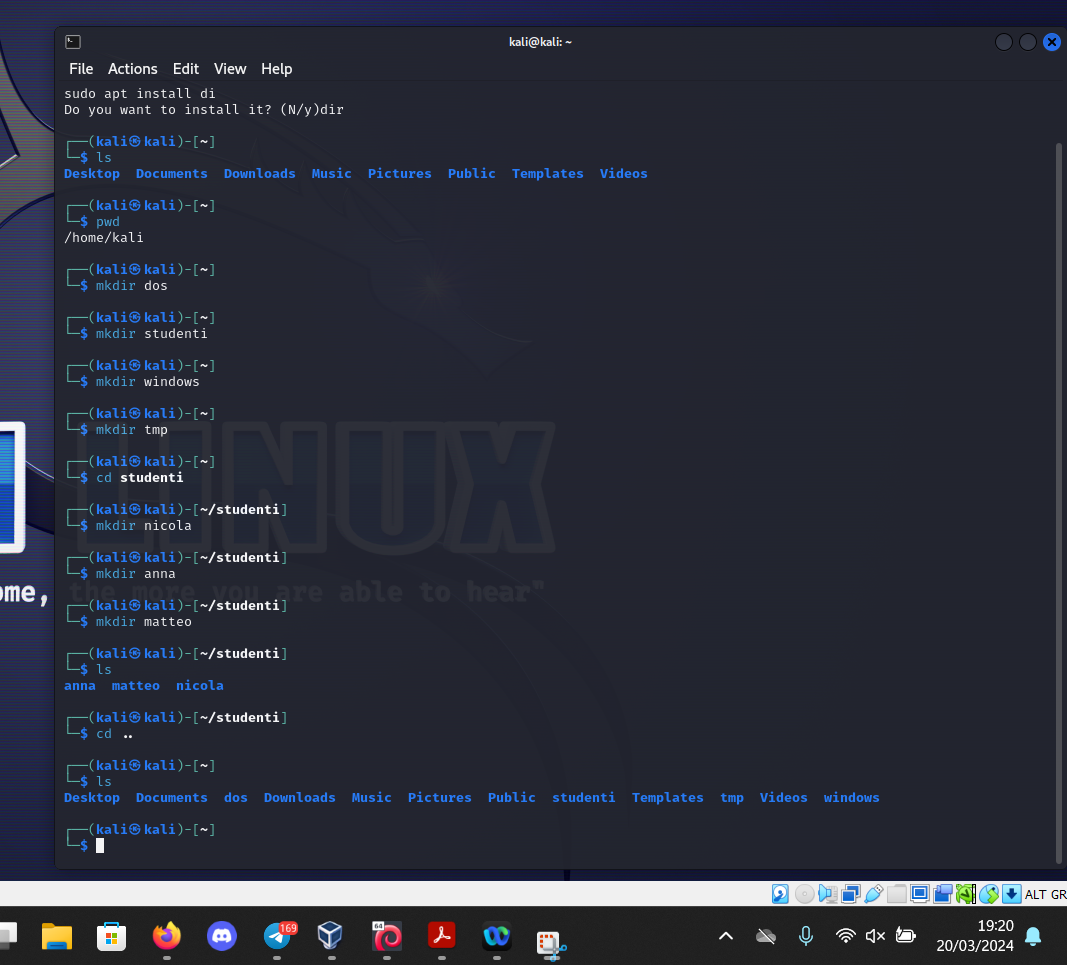 kali@kali: ~
File Actions Edit View Help
sudo apt install di
Do you want to install it? (N/y)dir
┌──(kali㉿kali)-[~]
└─$ ls
Desktop Documents Downloads Music Pictures Public Templates Videos
┌──(kali㉿kali)-[~]
└─$ pwd
/home/kali
┌──(kali㉿kali)-[~]
└─$ mkdir dos
┌──(kali㉿kali)-[~]
└─$ mkdir studenti
┌──(kali㉿kali)-[~]
└─$ mkdir windows
┌──(kali㉿kali)-[~]
└─$ mkdir tmp
┌──(kali㉿kali)-[~]
└─$ cd studenti
┌──(kali㉿kali)-[~/studenti]
└─$ mkdir nicola
┌──(kali㉿kali)-[~/studenti]
└─$ mkdir anna
┌──(kali㉿kali)-[~/studenti]
└─$ mkdir matteo
┌──(kali㉿kali)-[~/studenti]
└─$ ls
anna matteo nicola
┌──(kali㉿kali)-[~/studenti]
└─$ cd ..
┌──(kali㉿kali)-[~]
└─$ ls
Desktop Documents dos Downloads Music Pictures Public studenti Templates tmp Videos windows
┌──(kali㉿kali)-[~]
└─$
LINUX
ome, the more you are able to hear"
ALT GR
169
64
19:20
20/03/2024